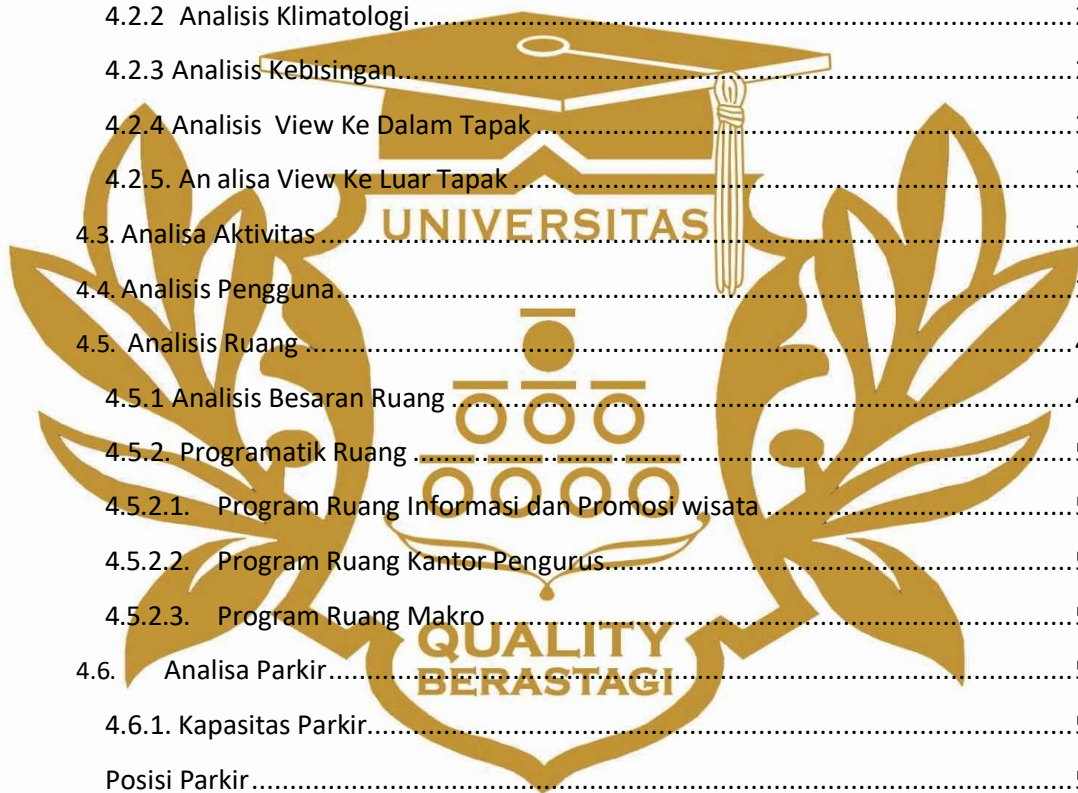 4.2.2 Analisis Klimatologi
4.2.3 Analisis Kebisingan
4.2.4 Analisis View Ke Dalam Tapak
4.2.5. An alisa View Ke Luar Tapak
UNIVERSITAS
4.3. Analisa Aktivitas
4.4. Analisis Pengguna
4.5. Analisis Ruang
4.5.1 Analisis Besaran Ruang
4.5.2. Programatik Ruang
4.5.2.1. Program Ruang Informasi dan Promosi wisata
4.5.2.2. Program Ruang Kantor Pengurus
4.5.2.3. Program Ruang Makro
QUALITY
4.6. Analisa Parkir
BERASTAGI
4.6.1. Kapasitas Parkir
Posisi Parkir